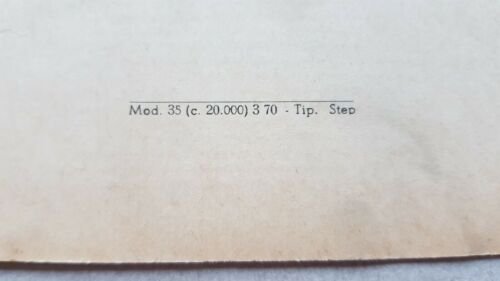 Mod. 35 (c. 20.000) 3 70 - Tip. Step